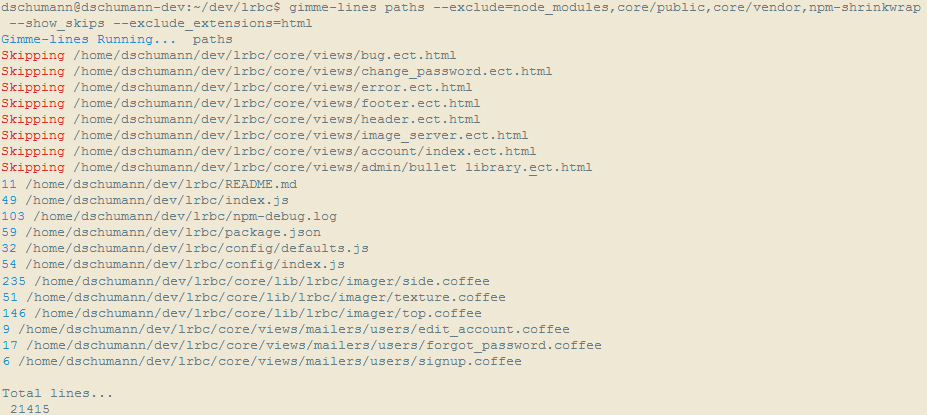 dschumann@dschumann-dev:~/dev/lrbc$ gimme-lines paths --exclude=node_modules,core/public,core/vendor,npm-shrinkwrap
--show_skips --exclude_extensions=html
Gimme-lines Running...  paths
Skipping /home/dschumann/dev/lrbc/core/views/bug.ect.html
Skipping /home/dschumann/dev/lrbc/core/views/change_password.ect.html
Skipping /home/dschumann/dev/lrbc/core/views/error.ect.html
Skipping /home/dschumann/dev/lrbc/core/views/footer.ect.html
Skipping /home/dschumann/dev/lrbc/core/views/header.ect.html
Skipping /home/dschumann/dev/lrbc/core/views/image_server.ect.html
Skipping /home/dschumann/dev/lrbc/core/views/account/index.ect.html
Skipping /home/dschumann/dev/lrbc/core/views/admin/bullet library.ect.html
11 /home/dschumann/dev/lrbc/README.md
49 /home/dschumann/dev/lrbc/index.js
103 /home/dschumann/dev/lrbc/npm-debug.log
59 /home/dschumann/dev/lrbc/package.json
32 /home/dschumann/dev/lrbc/config/defaults.js
54 /home/dschumann/dev/lrbc/config/index.js
235 /home/dschumann/dev/lrbc/core/lib/lrbc/imager/side.coffee
51 /home/dschumann/dev/lrbc/core/lib/lrbc/imager/texture.coffee
146 /home/dschumann/dev/lrbc/core/lib/lrbc/imager/top.coffee
9 /home/dschumann/dev/lrbc/core/views/mailers/users/edit_account.coffee
17 /home/dschumann/dev/lrbc/core/views/mailers/users/forgot_password.coffee
6 /home/dschumann/dev/lrbc/core/views/mailers/users/signup.coffee
Total lines...
21415